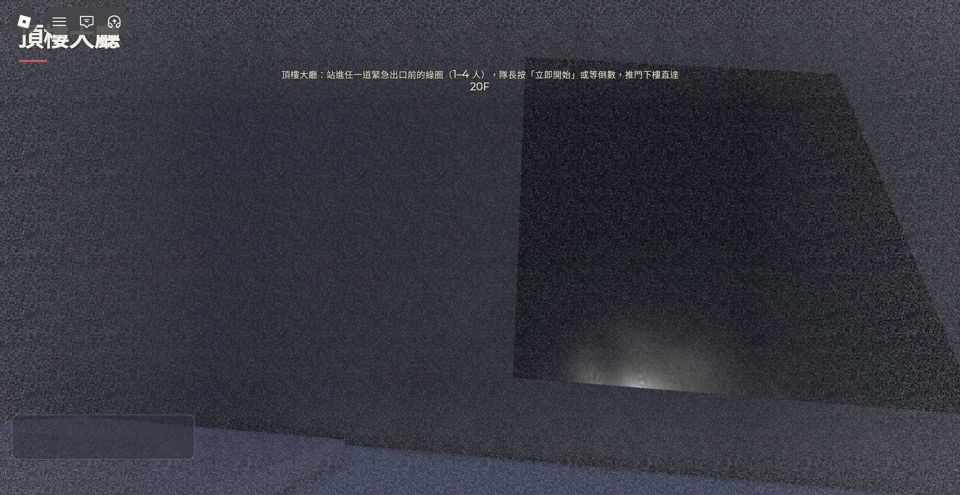 頂樓大廳
頂樓大廳：站進任一道緊急出口前的綠圈（1–4 人），隊長按「立即開始」或等倒數，推門下樓直達
20F